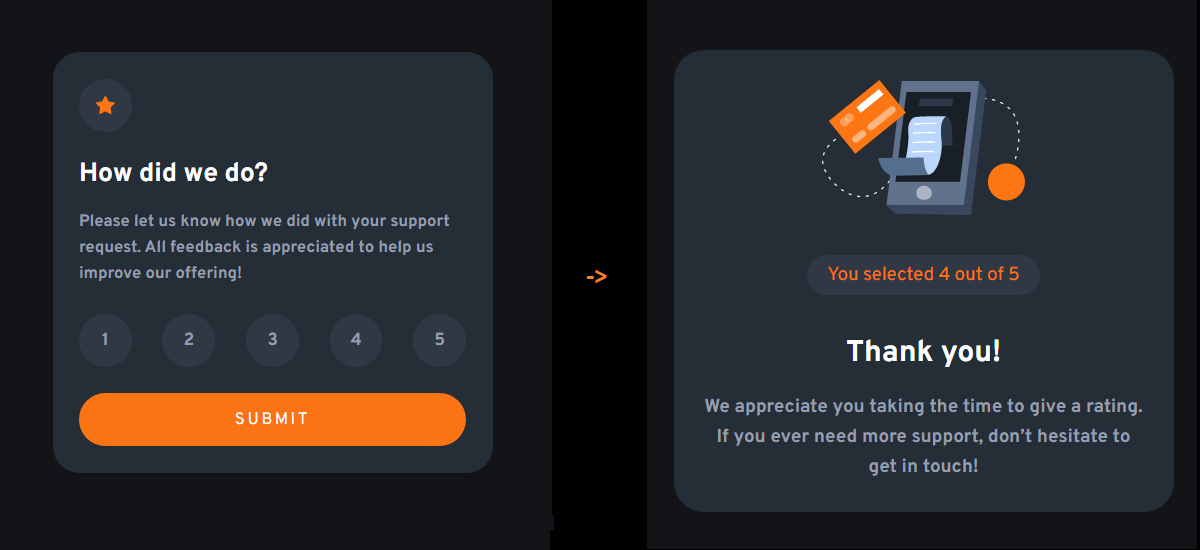 How did we do?
Please let us know how we did with your support
request. All feedback is appreciated to help us
improve our offering!
1 2 3 4 5
SUBMIT
->
You selected 4 out of 5
Thank you!
We appreciate you taking the time to give a rating.
If you ever need more support, don’t hesitate to
get in touch!